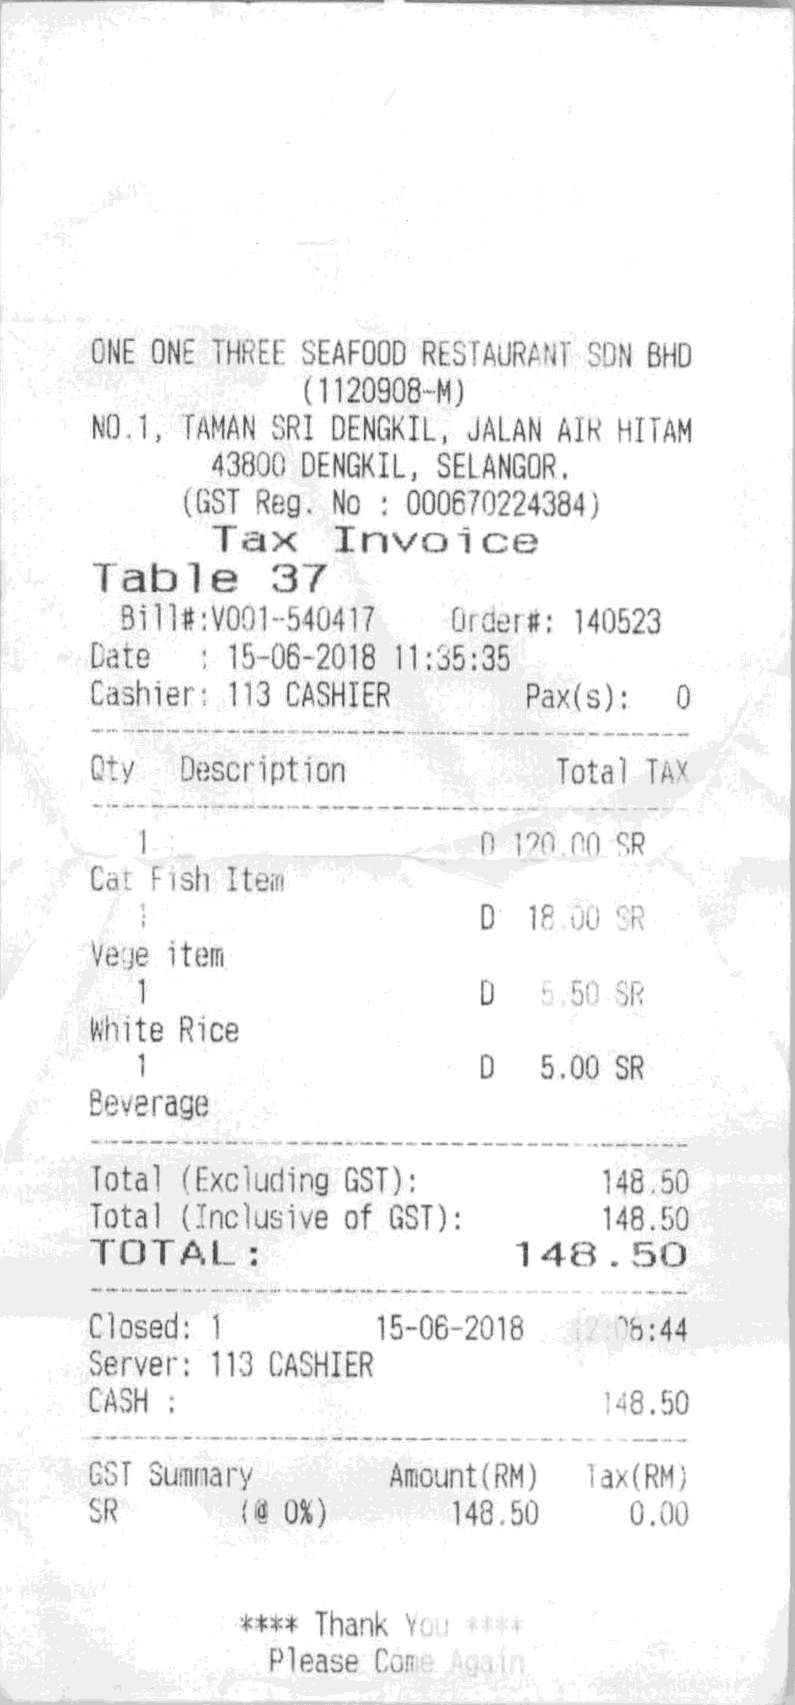 ONE ONE THREE SEAFOOD RESTAURANT SDN BHD
(1120908-M)
NO.1, TAMAN SRI DENGKIL, JALAN AIR HITAM
43800 DENGKIL, SELANGOR.
(GST Reg. No : 000670224384)
Tax Invoice
Table 37
Bill#:V001-540417 Order#: 140523
Date : 15-06-2018 11:35:35
Cashier: 113 CASHIER Pax(s): 0
Qty Description Total TAX
1 D 120.00 SR
Cat Fish Item
1 D 18.00 SR
Vege item
1 D 5.50 SR
White Rice
1 D 5.00 SR
Beverage
Total (Excluding GST): 148.50
Total (Inclusive of GST): 148.50
TOTAL: 148.50
Closed: 1 15-06-2018 12:08:44
Server: 113 CASHIER
CASH : 148.50
GST Summary Amount(RM) Tax(RM)
SR (@ 0%) 148.50 0.00
**** Thank You ****
Please Come Again